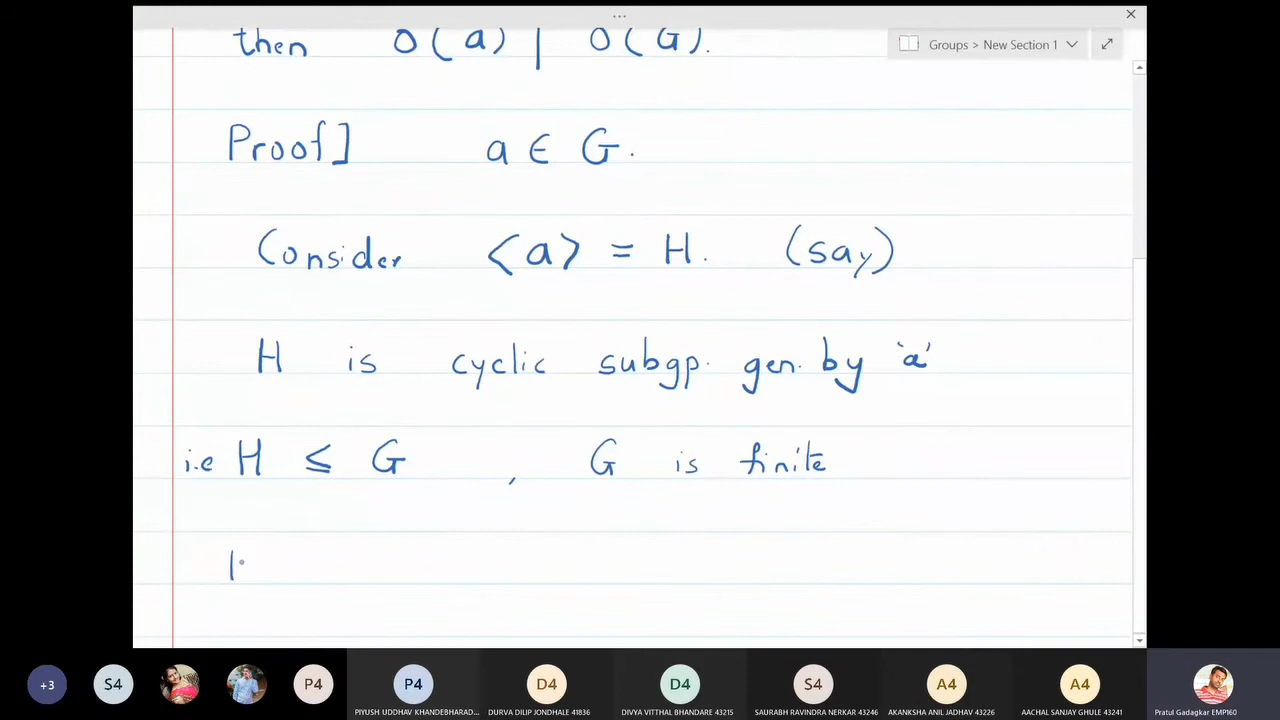 ...
Groups > New Section 1
then O(a) | O(G).
Proof] a ∈ G.
Consider <a> = H. (say)
H is cyclic subgp. gen. by 'a'
i.e H ≤ G , G is finite
+3
S4
P4
P4
D4
D4
S4
A4
A4
PIYUSH UDDHAV KHANDEBHARAD...
DURVA DILIP JONDHALE 41836
DIVYA VITTHAL BHANDARE 43215
SAURABH RAVINDRA NERKAR 43246
AKANKSHA ANIL JADHAV 43226
AACHAL SANJAY GHULE 43241
Pratul Gadagkar EMP160